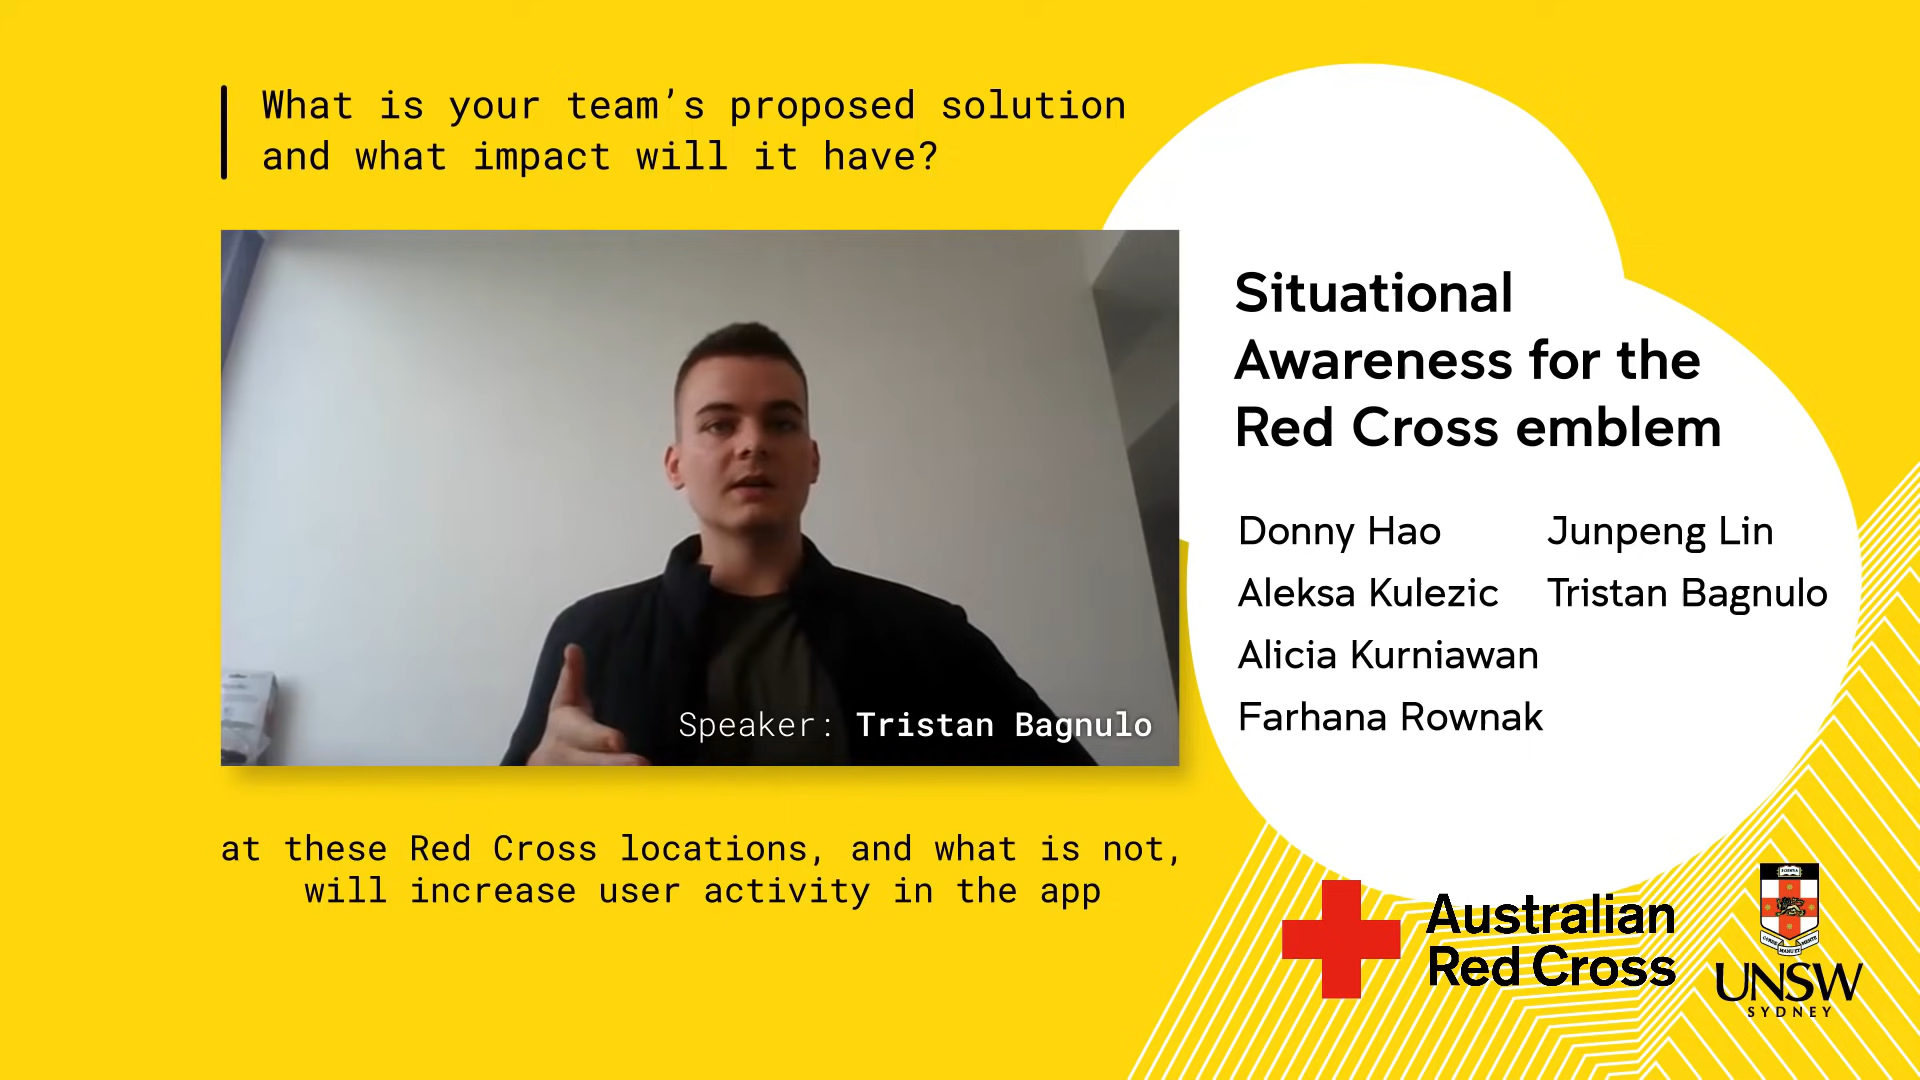 What is your team’s proposed solution
and what impact will it have?
Speaker: Tristan Bagnulo
at these Red Cross locations, and what is not,
will increase user activity in the app
Situational
Awareness for the
Red Cross emblem
Donny Hao
Junpeng Lin
Aleksa Kulezic
Tristan Bagnulo
Alicia Kurniawan
Farhana Rownak
Australian
Red Cross
UNSW
SYDNEY